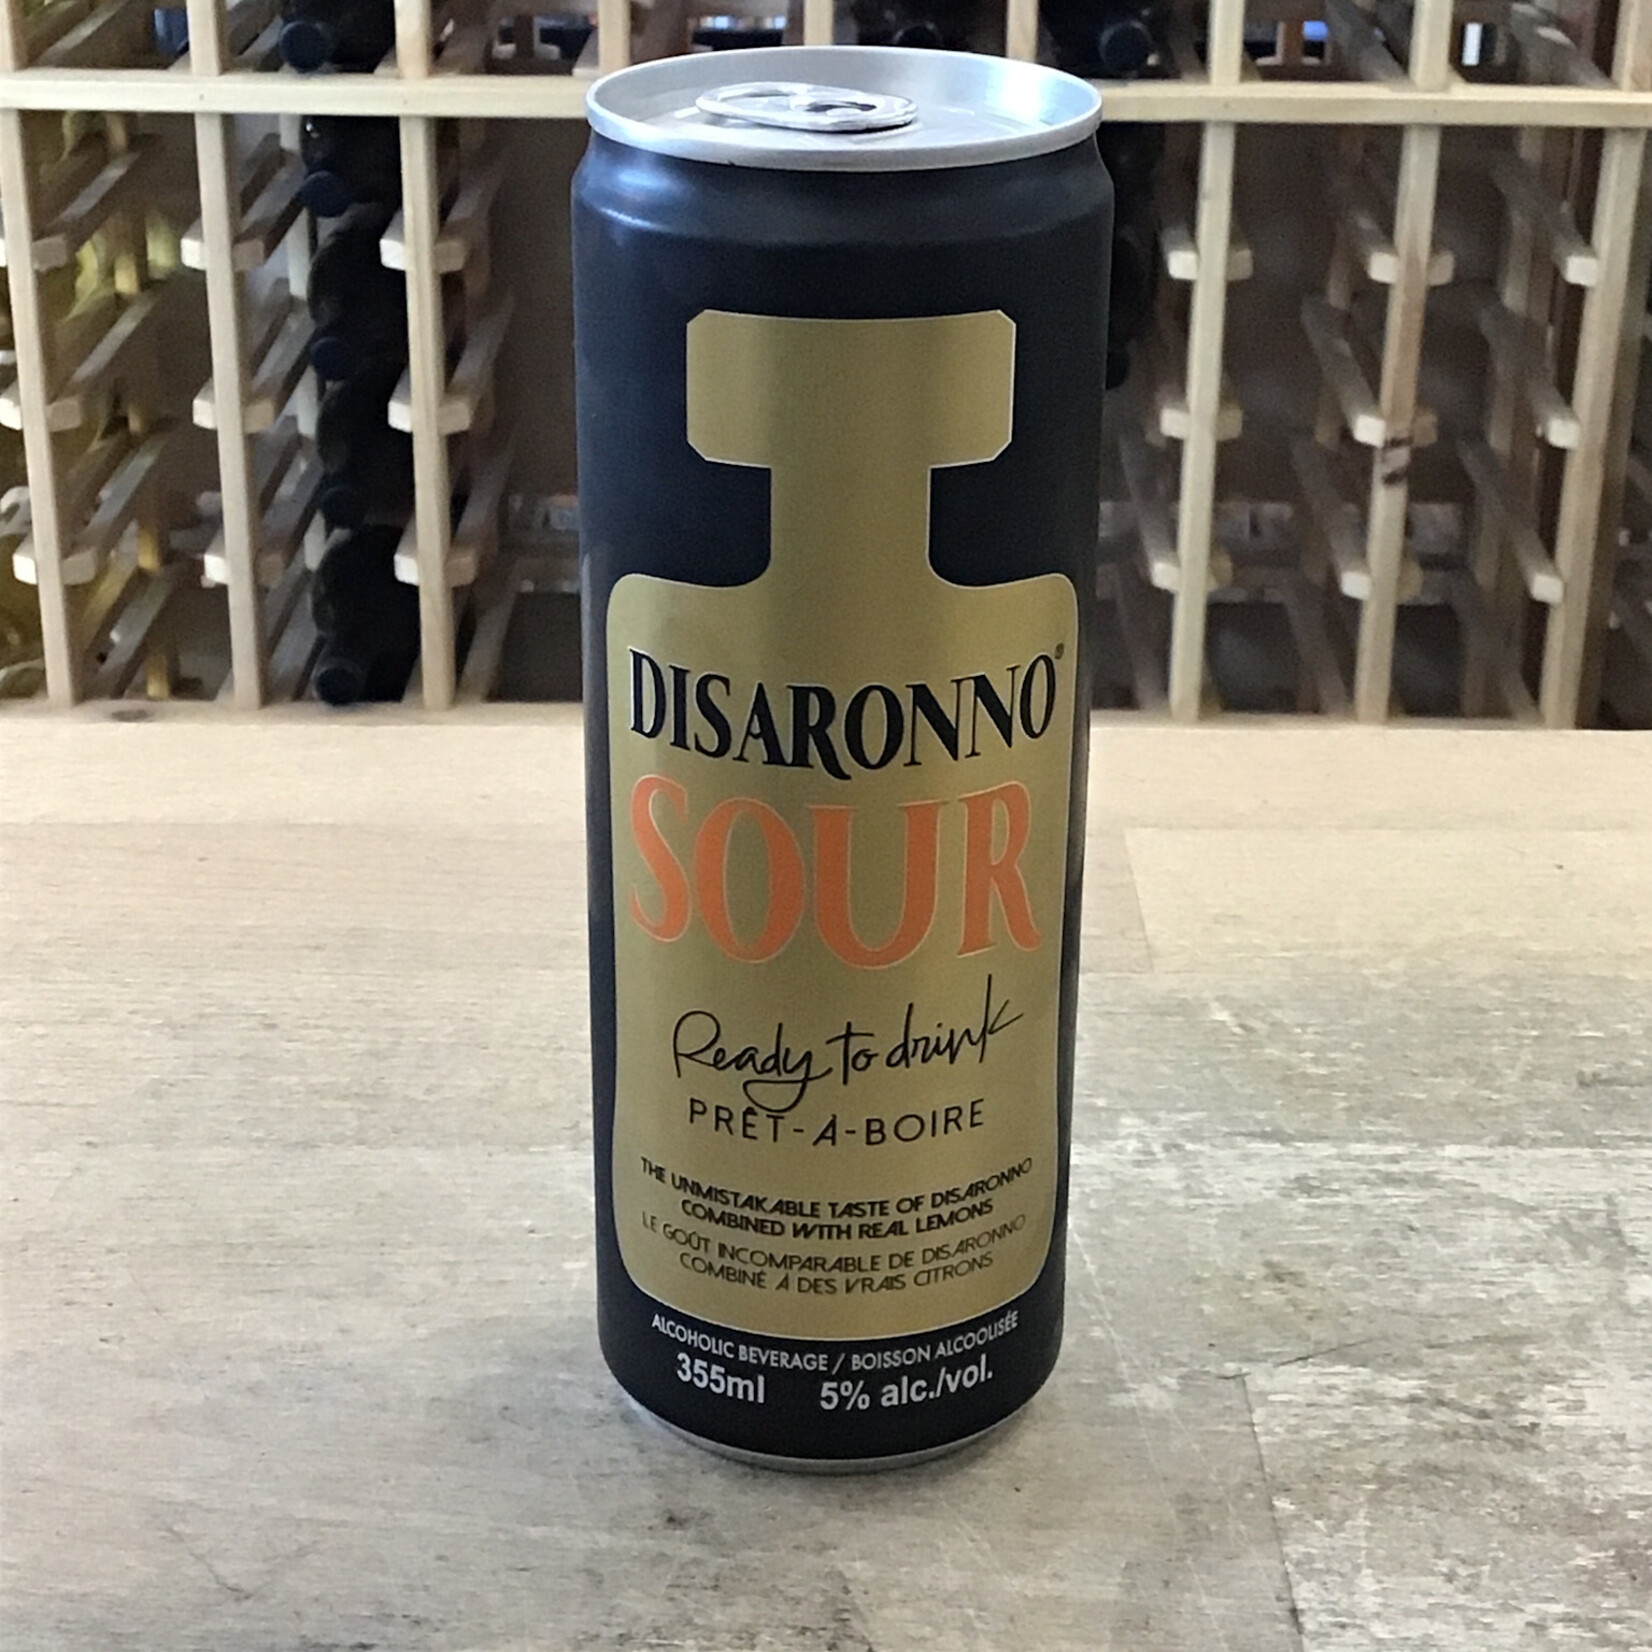 DISARONNO®
SOUR
Ready to drink
PRÊT-À-BOIRE
THE UNMISTAKABLE TASTE OF DISARONNO
COMBINED WITH REAL LEMONS
LE GOÛT INCOMPARABLE DE DISARONNO
COMBINÉ À DES VRAIS CITRONS
ALCOHOLIC BEVERAGE / BOISSON ALCOOLISÉE
355ml 5% alc./vol.